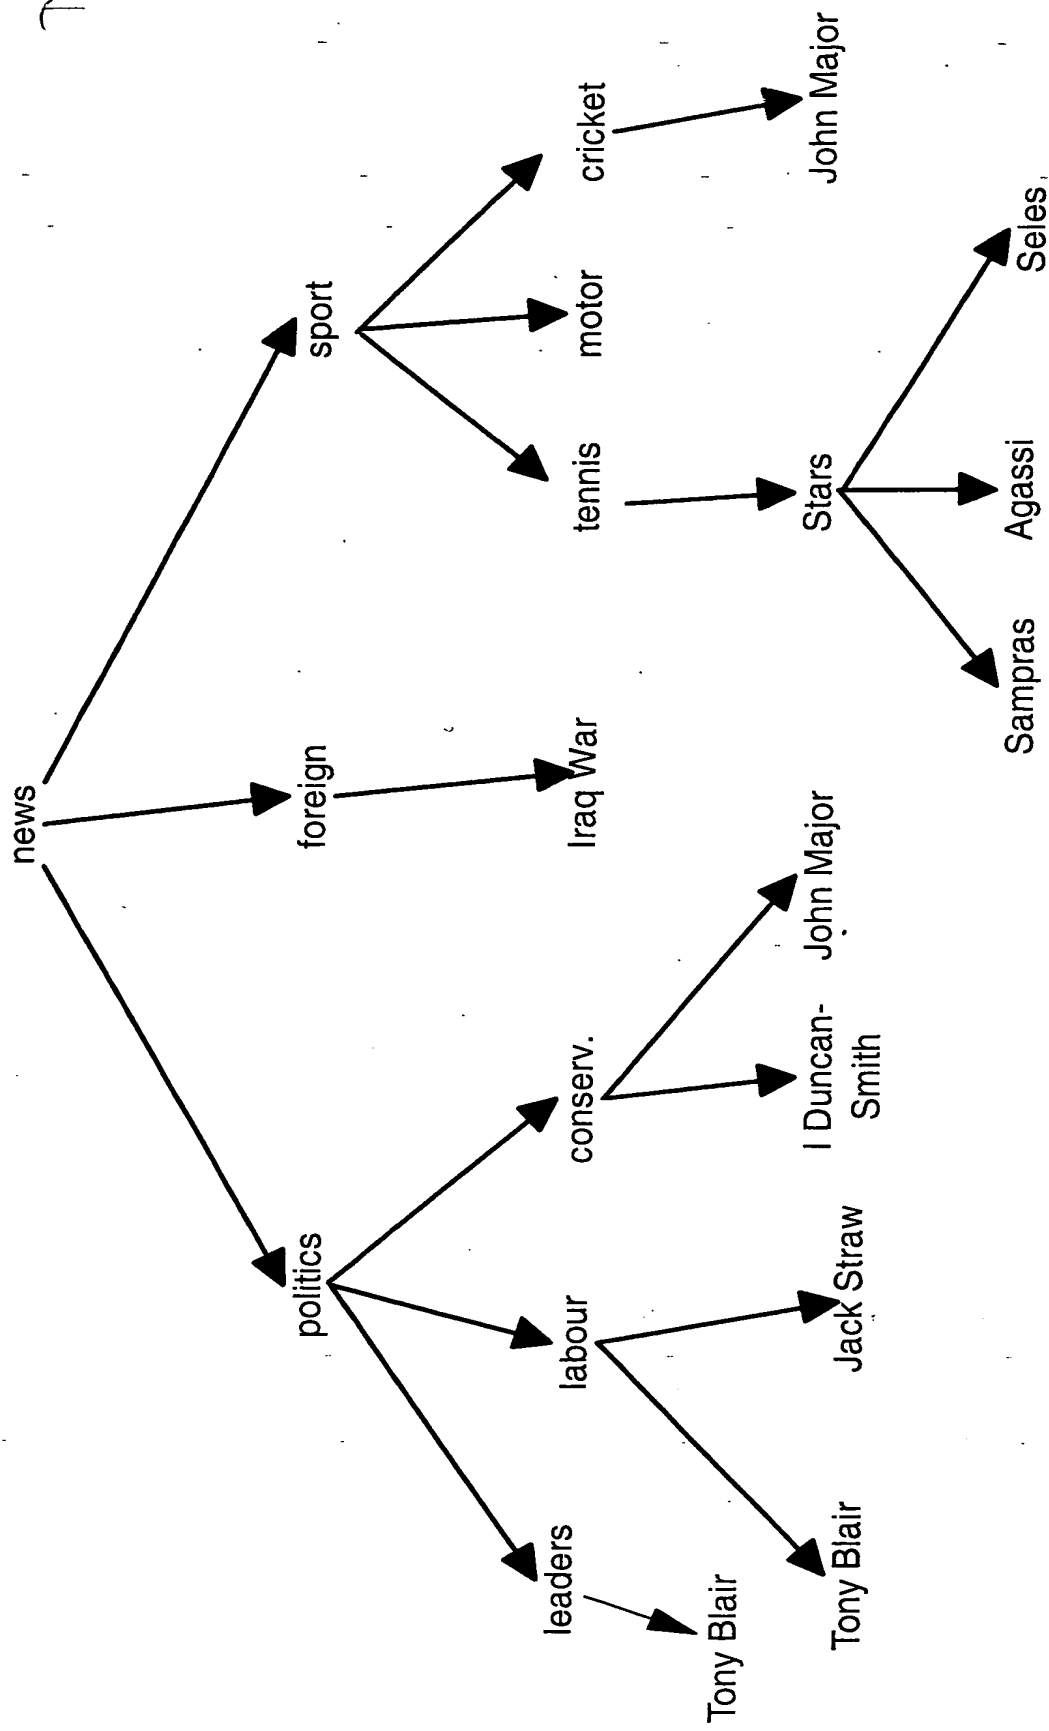 news
politics
foreign
sport
leaders
labour
conserv.
Iraq War
tennis
motor
cricket
Tony Blair
Tony Blair
Jack Straw
I Duncan-
Smith
John Major
Stars
John Major
Sampras
Agassi
Seles